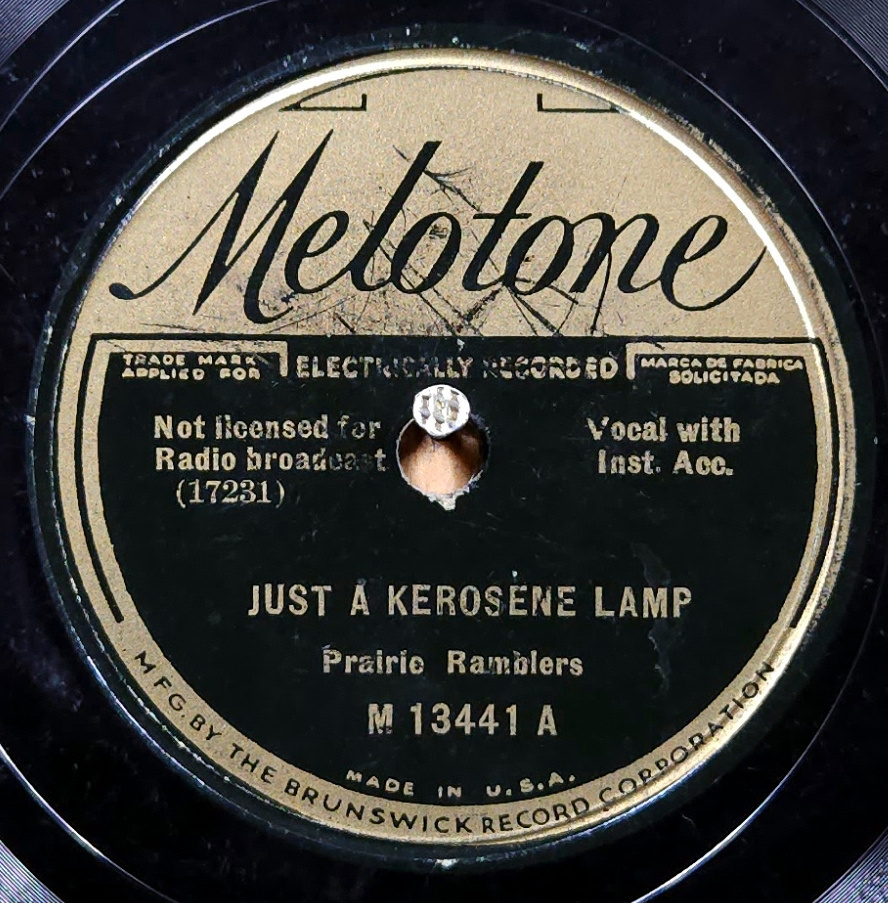 Melotone
TRADE MARK
APPLIED FOR
ELECTRICALLY RECORDED
MARCA DE FABRICA
SOLICITADA
Not licensed for
Radio broadcast
(17231)
Vocal with
Inst. Acc.
JUST A KEROSENE LAMP
Prairie Ramblers
M 13441 A
MADE IN U.S.A.
MFG. BY THE BRUNSWICK RECORD CORPORATION